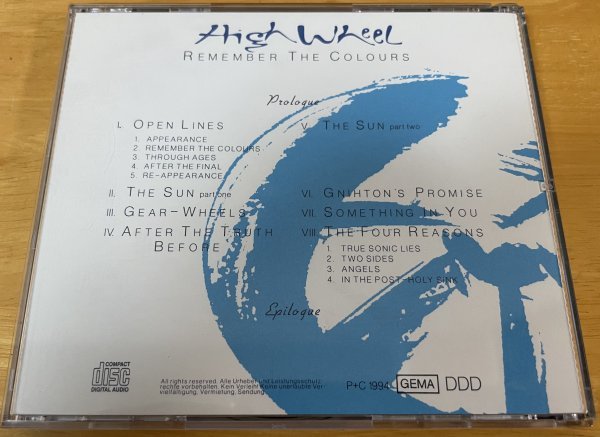 High Wheel
REMEMBER THE COLOURS
Prologue
I. OPEN LINES
1. APPEARANCE
2. REMEMBER THE COLOURS
3. THROUGH AGES
4. AFTER THE FINAL
5. RE-APPEARANCE
II. THE SUN part one
III. GEAR-WHEELS
IV. AFTER THE TRUTH
BEFORE
V. THE SUN part two
VI. GNIHTON'S PROMISE
VII. SOMETHING IN YOU
VIII. THE FOUR REASONS
1. TRUE SONIC LIES
2. TWO SIDES
3. ANGELS
4. IN THE POST-HOLY SINK
Epilogue
COMPACT
disc
DIGITAL AUDIO
All rights reserved. Alle Urheber und Leistungsschutz-
rechte vorbehalten. Kein Verleih! Keine unerlaubte Ver
vielfältigung, Vermietung, Sendung
P+C 1994 GEMA DDD